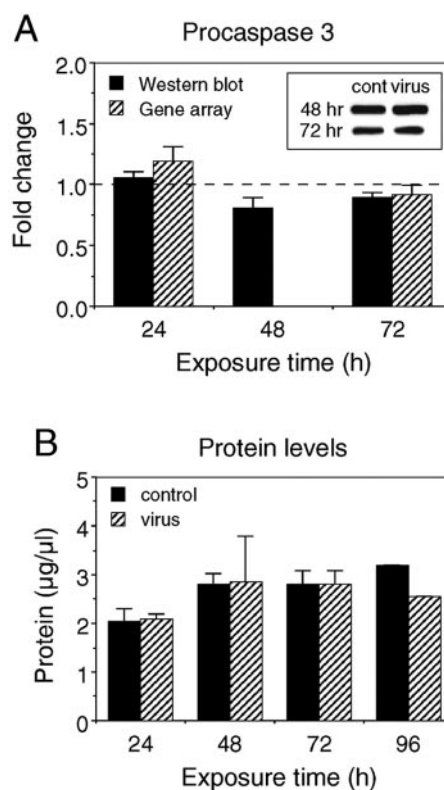 A
Procaspase 3
2.0
1.5
1.0
0.5
0.0
Fold change
Western blot
Gene array
cont virus
48 hr
72 hr
24 48 72
Exposure time (h)
B
Protein levels
5
4
3
2
1
0
Protein (µg/µl)
control
virus
24 48 72 96
Exposure time (h)